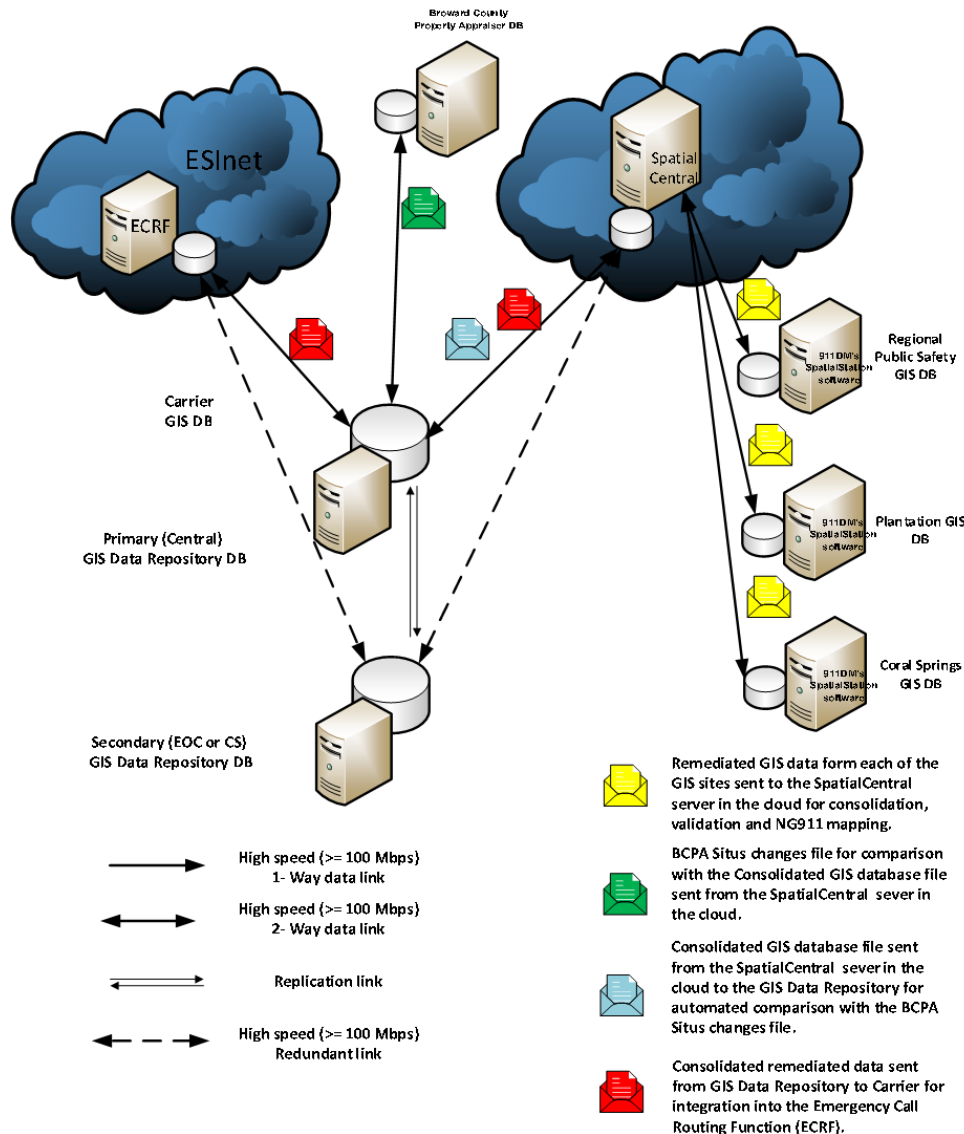 Broward County
Property Appraiser DB
ESInet
ECRF
Spatial
Central
Carrier
GIS DB
911DM's
SpatialStation
software
Regional
Public Safety
GIS DB
911DM's
SpatialStation
software
Plantation GIS
DB
Primary (Central)
GIS Data Repository DB
911DM's
SpatialStation
software
Coral Springs
GIS DB
Secondary (EOC or CS)
GIS Data Repository DB
High speed (>= 100 Mbps)
1- Way data link
High speed (>= 100 Mbps)
2- Way data link
Replication link
High speed (>= 100 Mbps)
Redundant link
Remediated GIS data form each of the
GIS sites sent to the SpatialCentral
server in the cloud for consolidation,
validation and NG911 mapping.
BCPA Situs changes file for comparison
with the Consolidated GIS database file
sent from the SpatialCentral sever in
the cloud.
Consolidated GIS database file sent
from the SpatialCentral sever in the
cloud to the GIS Data Repository for
automated comparison with the BCPA
Situs changes file.
Consolidated remediated data sent
from GIS Data Repository to Carrier for
integration into the Emergency Call
Routing Function (ECRF).